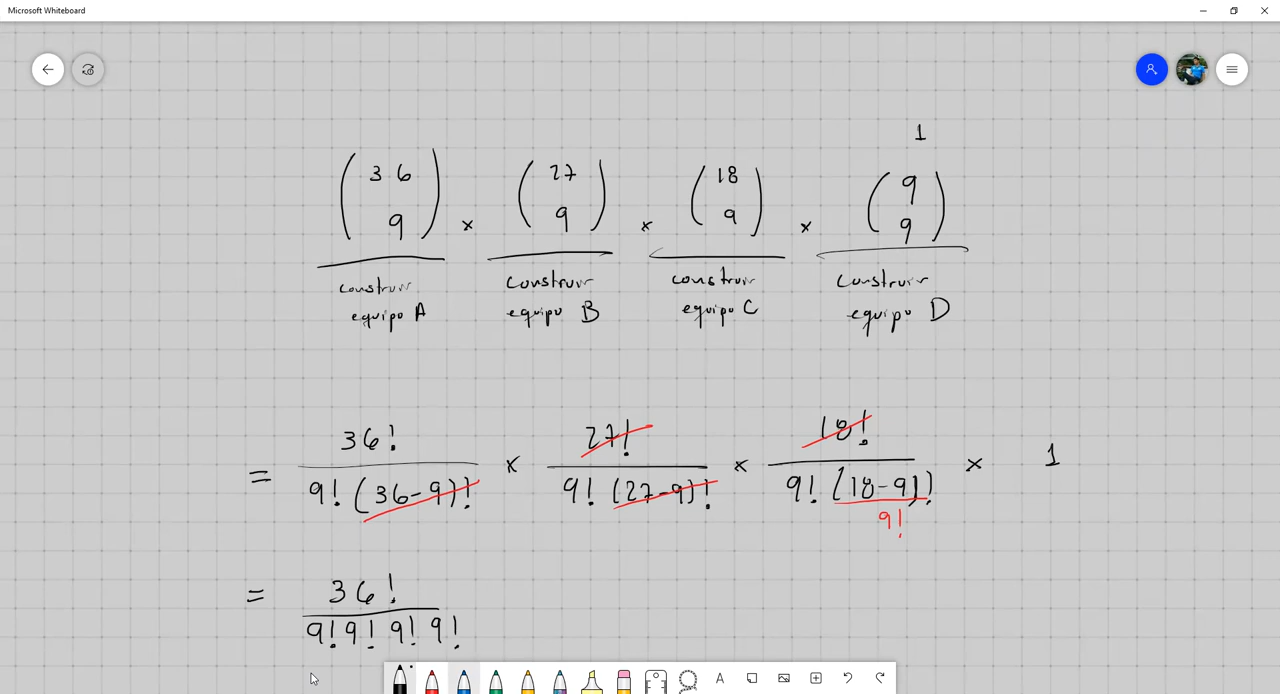 Microsoft Whiteboard
1
(36 9) × (27 9) × (18 9) × (9 9)
construir construir construir construir
equipo A equipo B equipo C equipo D
= 36! / 9! (36-9)! × 27! / 9! (27-9)! × 18! / 9! (18-9)! × 1
9!
= 36! / 9! 9! 9! 9!
A